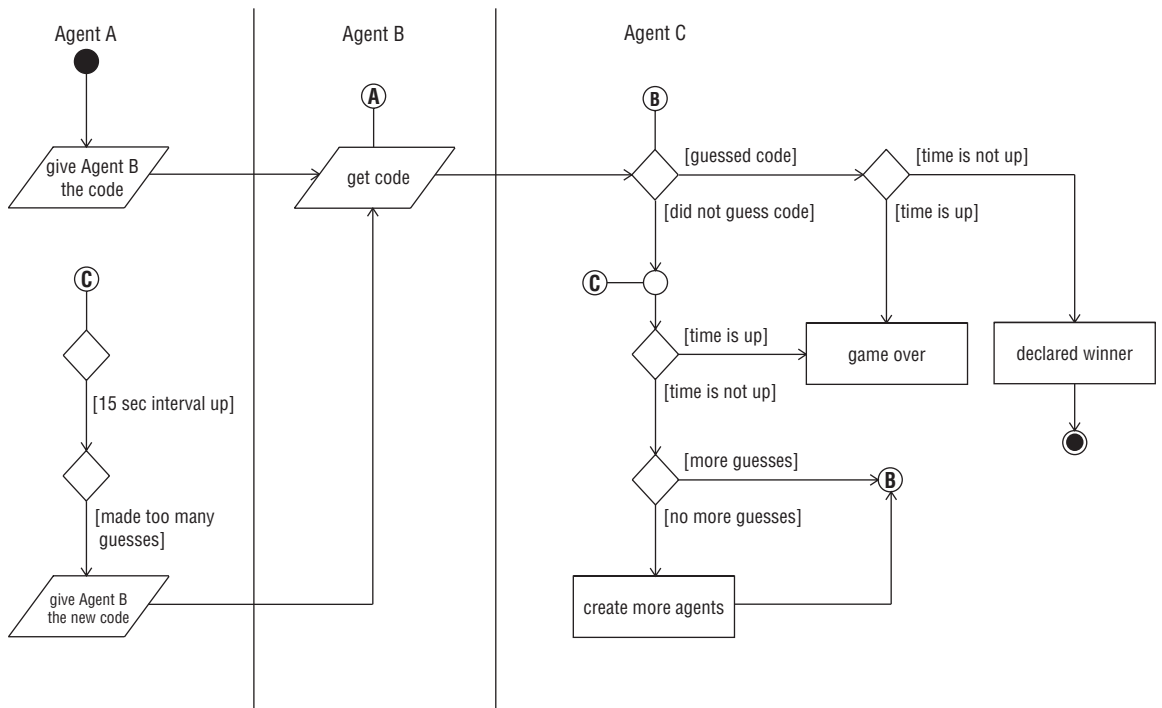 Agent A
Agent B
Agent C
A
B
give Agent B
the code
get code
[guessed code]
[time is not up]
[did not guess code]
[time is up]
C
C
[time is up]
game over
declared winner
[time is not up]
[15 sec interval up]
[more guesses]
B
[made too many
guesses]
[no more guesses]
give Agent B
the new code
create more agents